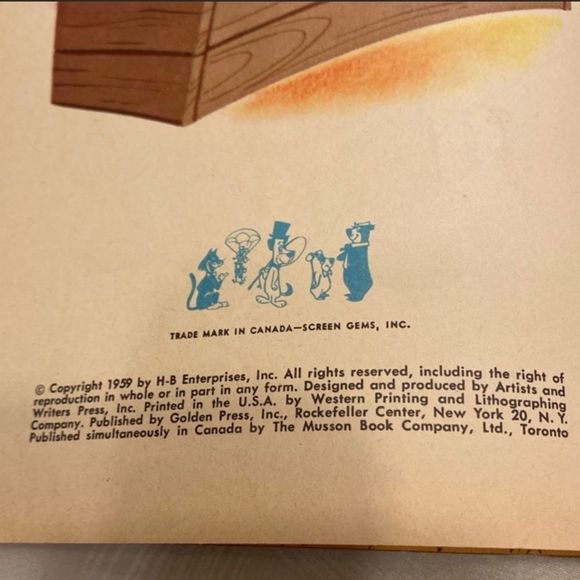 TRADE MARK IN CANADA—SCREEN GEMS, INC.
© Copyright 1959 by H-B Enterprises, Inc. All rights reserved, including the right of
reproduction in whole or in part in any form. Designed and produced by Artists and
Writers Press, Inc. Printed in the U.S.A. by Western Printing and Lithographing
Company. Published by Golden Press, Inc., Rockefeller Center, New York 20, N. Y.
Published simultaneously in Canada by The Musson Book Company, Ltd., Toronto